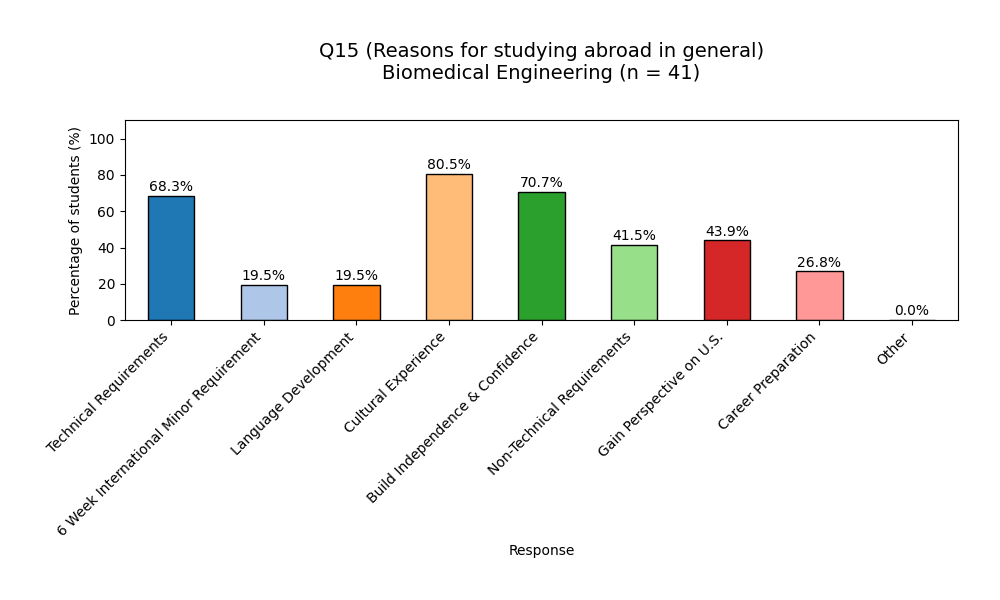 Q15 (Reasons for studying abroad in general)
Biomedical Engineering (n = 41)
Percentage of students (%)
100
80
60
40
20
0
68.3%
19.5%
19.5%
80.5%
70.7%
41.5%
43.9%
26.8%
0.0%
Technical Requirements
6 Week International Minor Requirement
Language Development
Cultural Experience
Build Independence & Confidence
Non-Technical Requirements
Gain Perspective on U.S.
Career Preparation
Other
Response